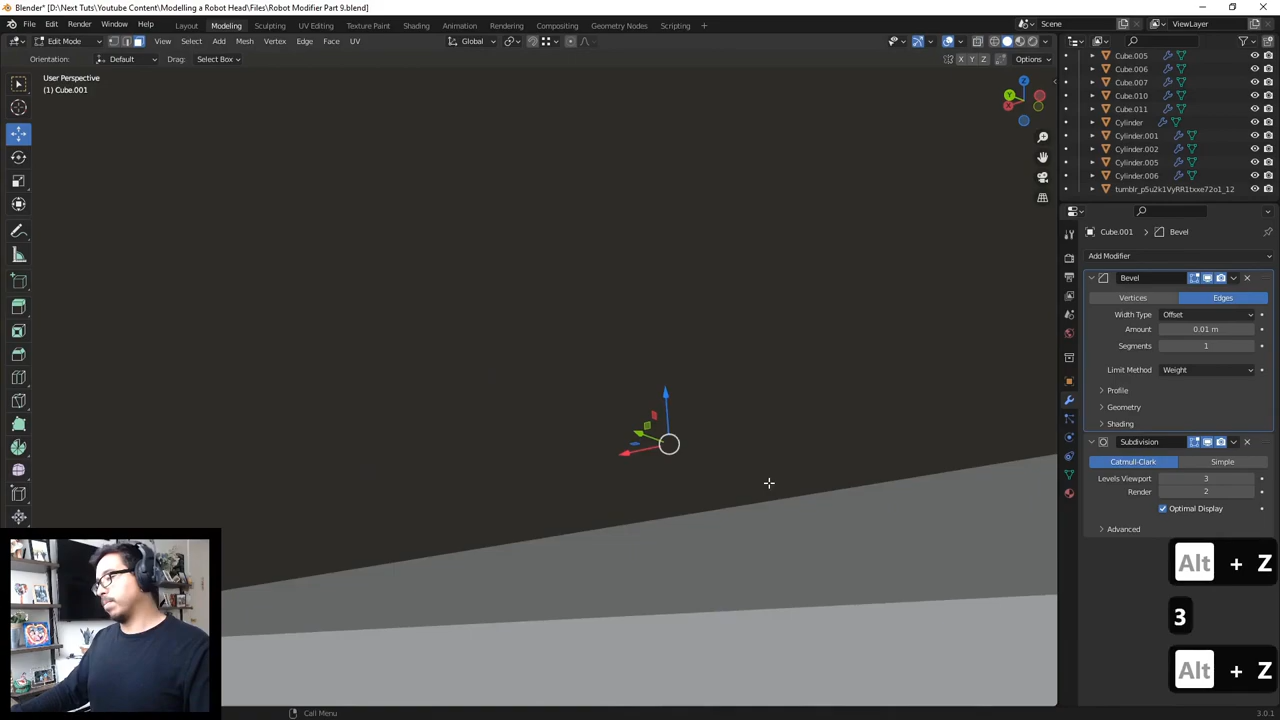 Blender* [D:\Next Tuts\Youtube Content\Modelling a Robot Head\Files\Robot Modifier Part 9.blend]
File Edit Render Window Help Layout Modeling Sculpting UV Editing Texture Paint Shading Animation Rendering Compositing Geometry Nodes Scripting Scene ViewLayer
Edit Mode View Select Add Mesh Vertex Edge Face UV Global
Orientation: Default Drag: Select Box X Y Z Options
User Perspective
(1) Cube.001
Z
Y
X
Cube.005
Cube.006
Cube.007
Cube.010
Cube.011
Cylinder
Cylinder.001
Cylinder.002
Cylinder.005
Cylinder.006
tumblr_p5u2k1VyRR1txxe72o1_12
Cube.001 Bevel
Add Modifier
Bevel
Vertices Edges
Width Type Offset
Amount 0.01 m
Segments 1
Limit Method Weight
Profile
Geometry
Shading
Subdivision
Catmull-Clark Simple
Levels Viewport 3
Render 2
Optimal Display
Advanced
Alt + Z
3
Alt + Z
Call Menu
3.0.1